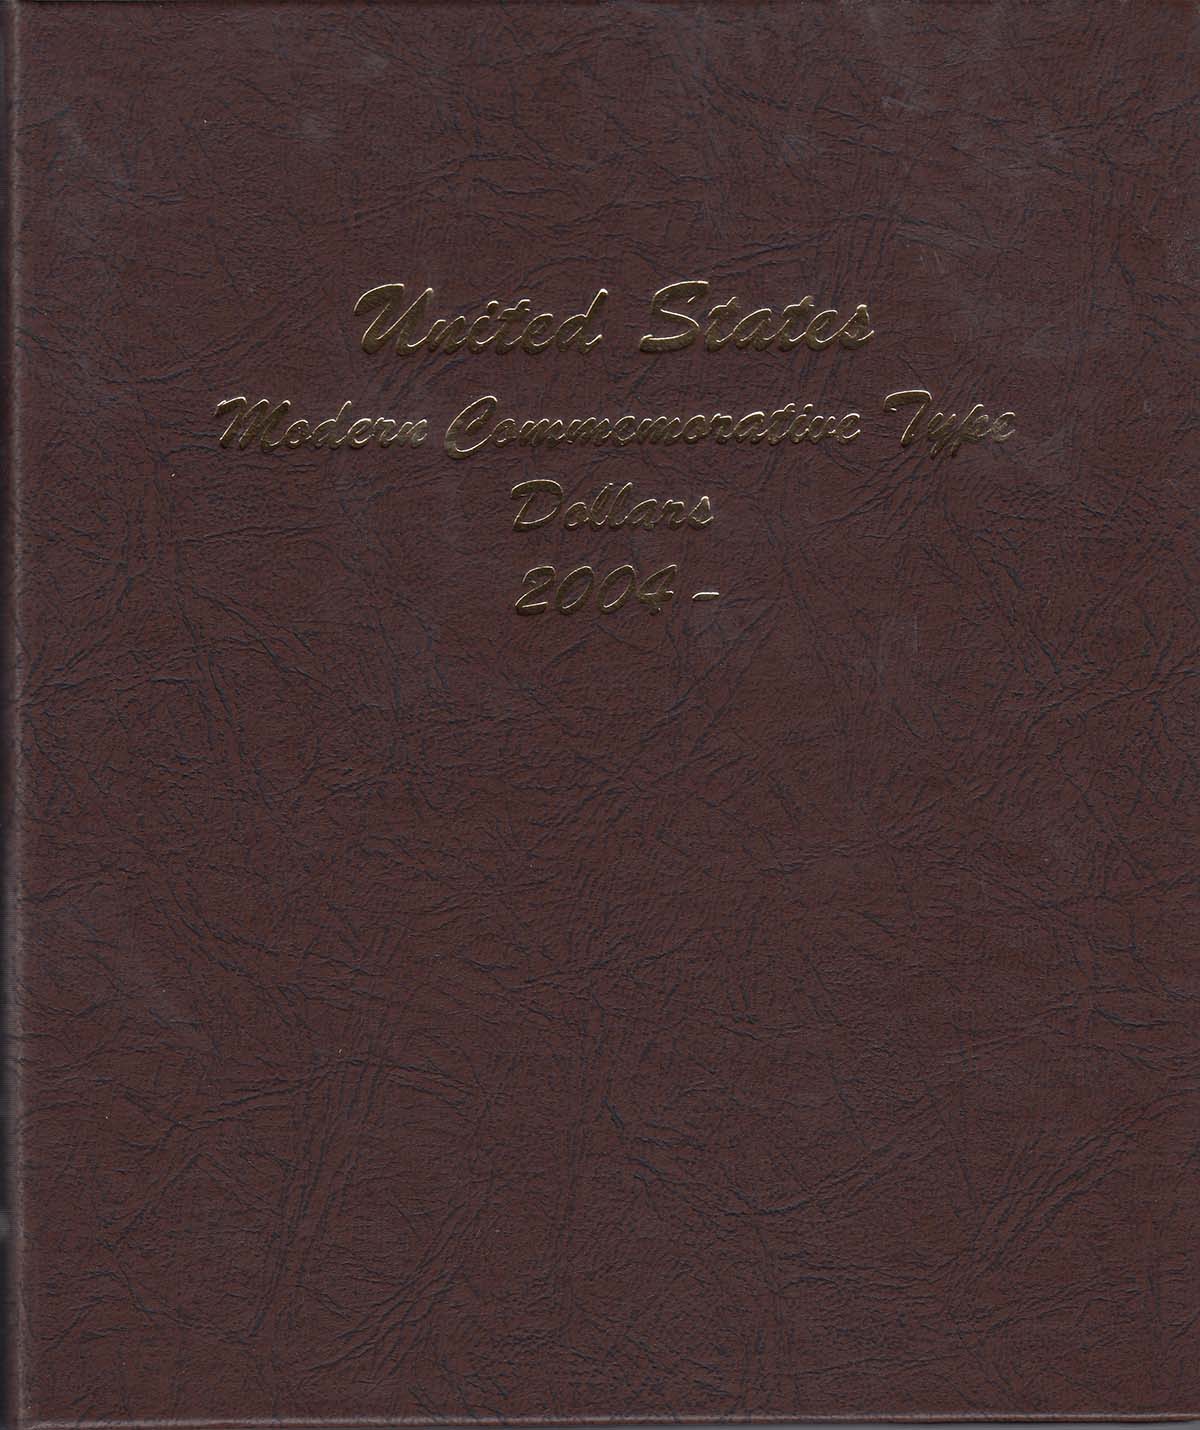 United States
Modern Commemorative Type
Dollars
2004 -